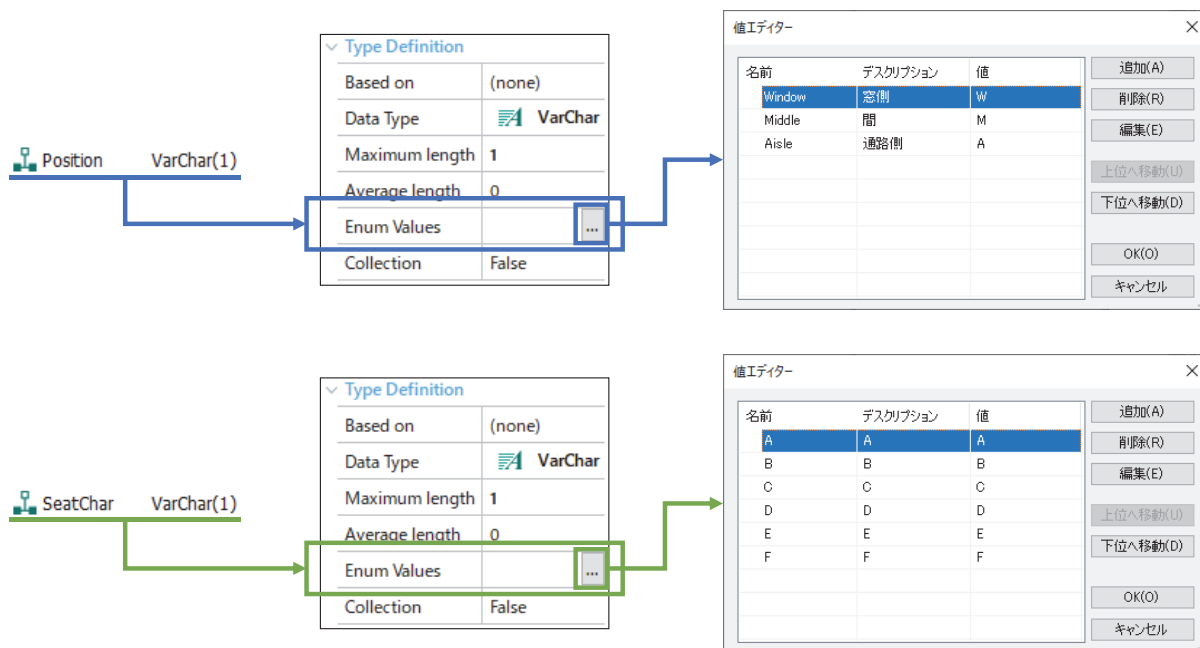 Position VarChar(1)
Type Definition
Based on (none)
Data Type VarChar
Maximum length 1
Average length 0
Enum Values ...
Collection False
値エディター
名前 デスクリプション 値
Window 窓側 W
Middle 間 M
Aisle 通路側 A
追加(A)
削除(R)
編集(E)
上位へ移動(U)
下位へ移動(D)
OK(O)
キャンセル
SeatChar VarChar(1)
Type Definition
Based on (none)
Data Type VarChar
Maximum length 1
Average length 0
Enum Values ...
Collection False
値エディター
名前 デスクリプション 値
A A A
B B B
C C C
D D D
E E E
F F F
追加(A)
削除(R)
編集(E)
上位へ移動(U)
下位へ移動(D)
OK(O)
キャンセル